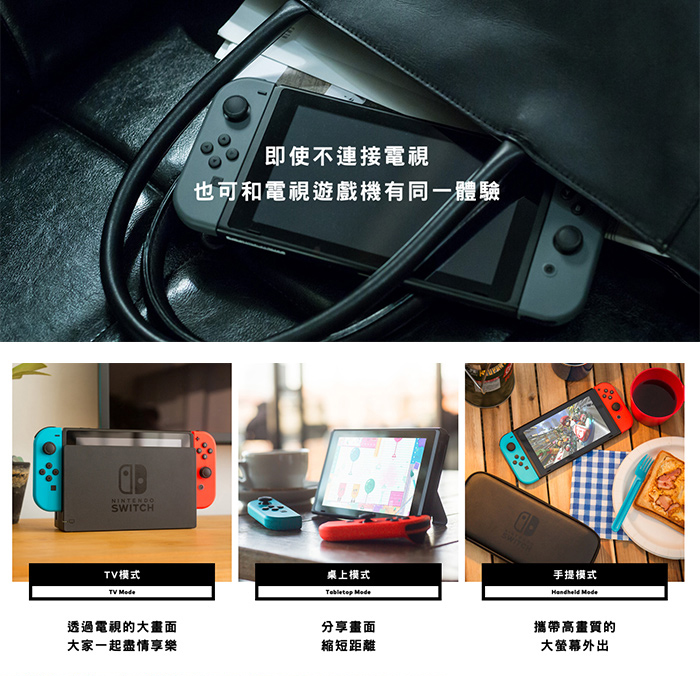 即使不連接電視
也可和電視遊戲機有同一體驗
NINTENDO
SWITCH
TV模式
TV Mode
透過電視的大畫面
大家一起盡情享樂
桌上模式
Tabletop Mode
分享畫面
縮短距離
手提模式
Handheld Mode
攜帶高畫質的
大螢幕外出